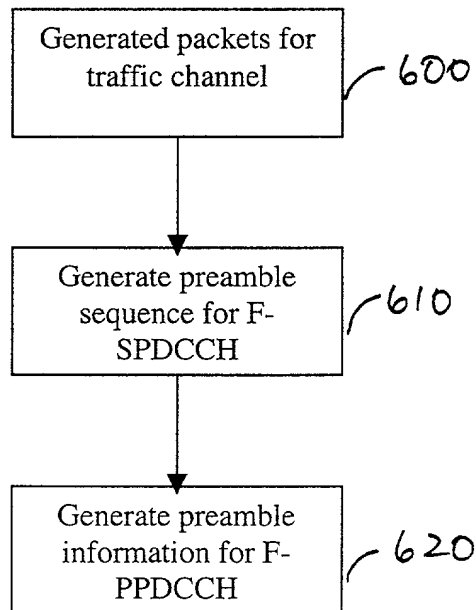 Generated packets for
traffic channel
600
Generate preamble
sequence for F-
SPDCCH
610
Generate preamble
information for F-
PPDCCH
620